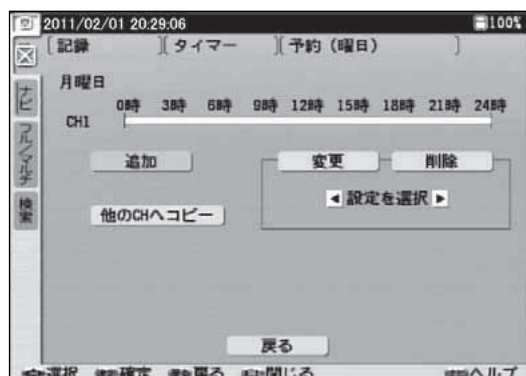 2011/02/01 20:29:06 100%
[記録 ][タイマー ][予約（曜日） ]
月曜日
0時 3時 6時 9時 12時 15時 18時 21時 24時
CH1
追加 変更 削除
◀設定を選択▶
他のCHへコピー
戻る
選択 確定 戻る 閉じる ヘルプ
ナビ
フル/マルチ
検索